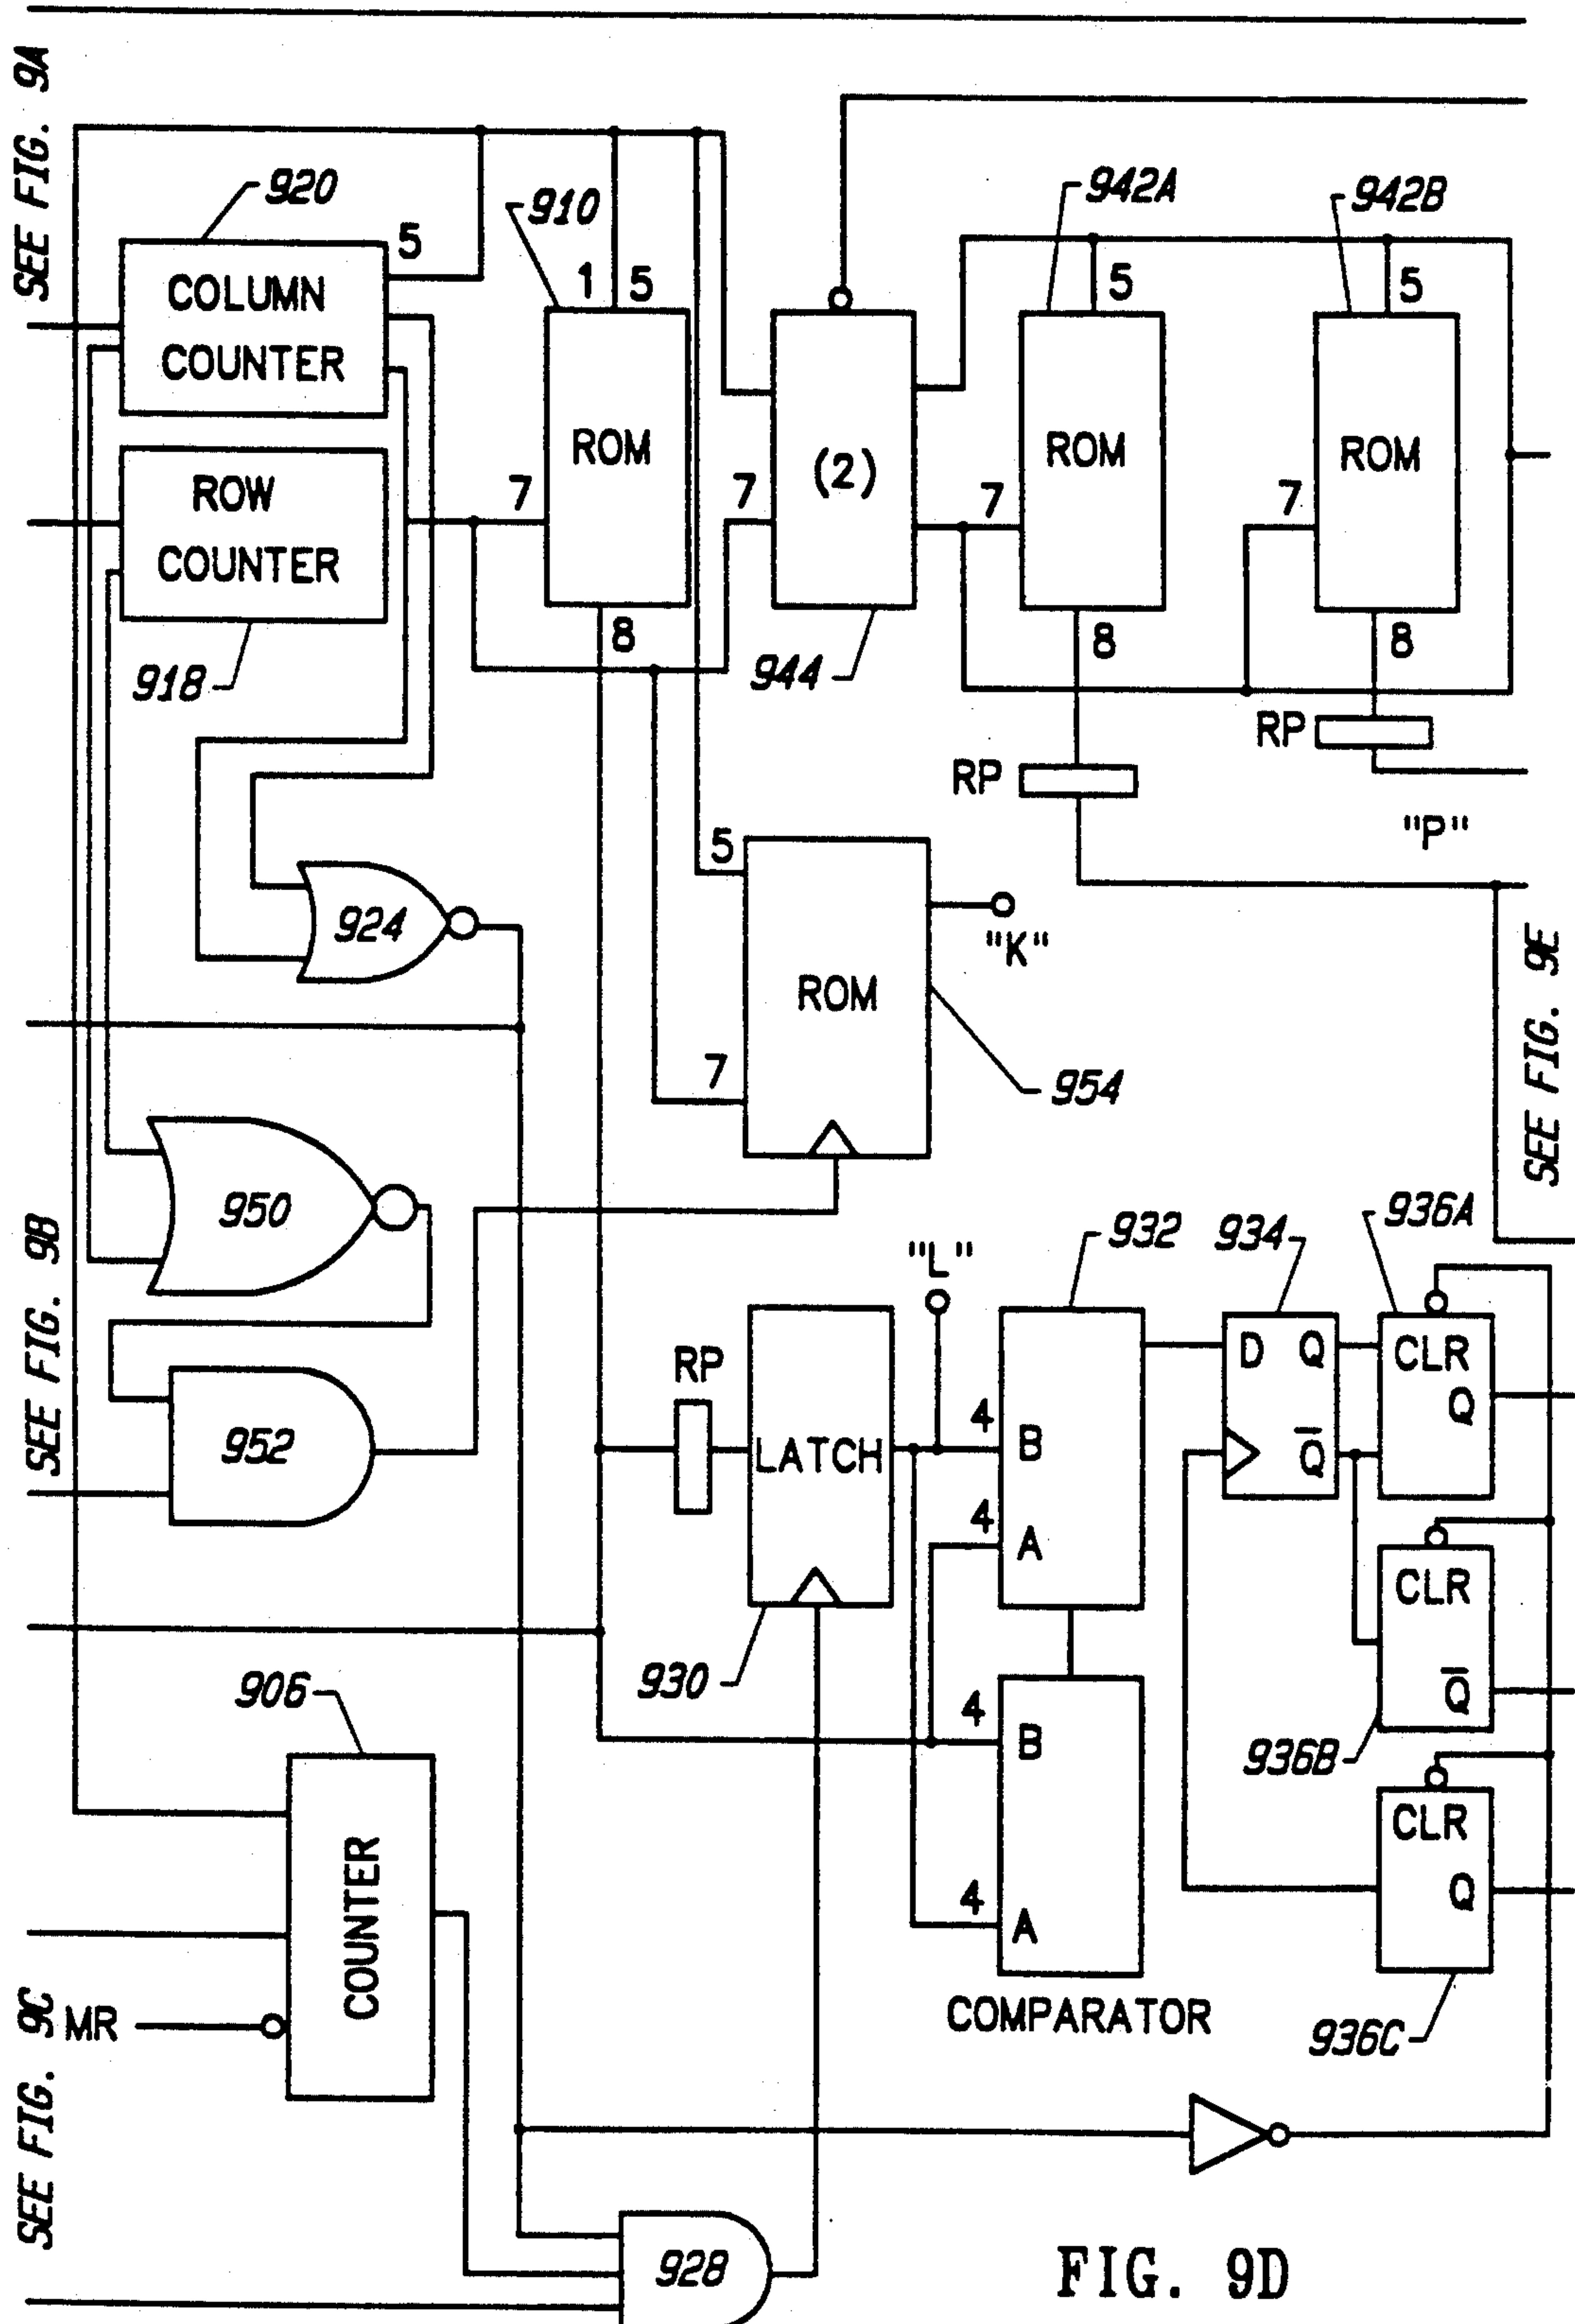 SEE FIG. 9A
920
5
COLUMN
COUNTER
ROW
COUNTER
918
910
1 5
ROM
7
8
(2)
7
944
942A
5
ROM
7
8
RP
942B
5
ROM
7
8
RP
"P"
924
5
ROM
7
"K"
954
SEE FIG. 9E
950
SEE FIG. 9B
952
RP
LATCH
930
"L"
932
4
B
4
A
4
B
4
A
COMPARATOR
934
D Q
Q̅
936A
CLR
Q
CLR
Q̅
936B
CLR
Q
936C
906
COUNTER
MR
SEE FIG. 9C
928
FIG. 9D